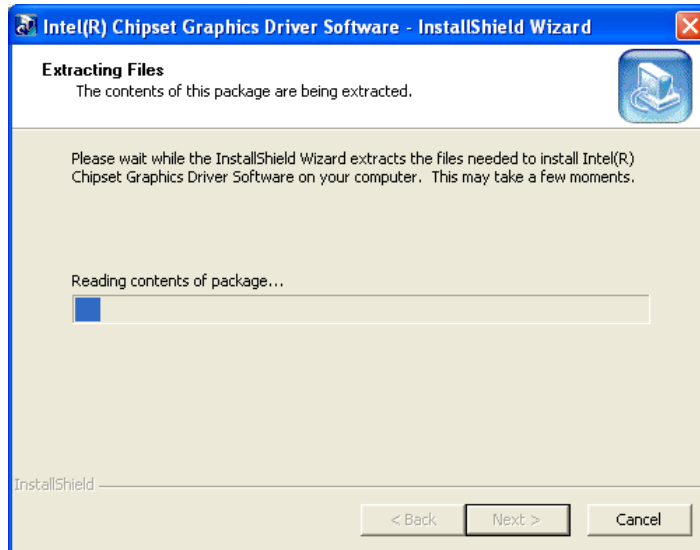 Intel(R) Chipset Graphics Driver Software - InstallShield Wizard
Extracting Files
The contents of this package are being extracted.
Please wait while the InstallShield Wizard extracts the files needed to install Intel(R)
Chipset Graphics Driver Software on your computer.  This may take a few moments.
Reading contents of package...
InstallShield
< Back
Next >
Cancel